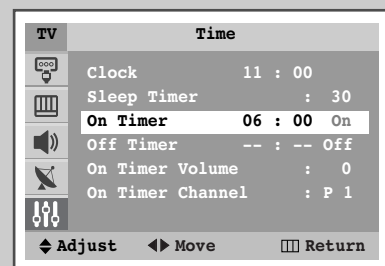 TV Time
Clock 11 : 00
Sleep Timer : 30
On Timer 06 : 00 On
Off Timer -- : -- Off
On Timer Volume : 0
On Timer Channel : P 1
Adjust Move Return